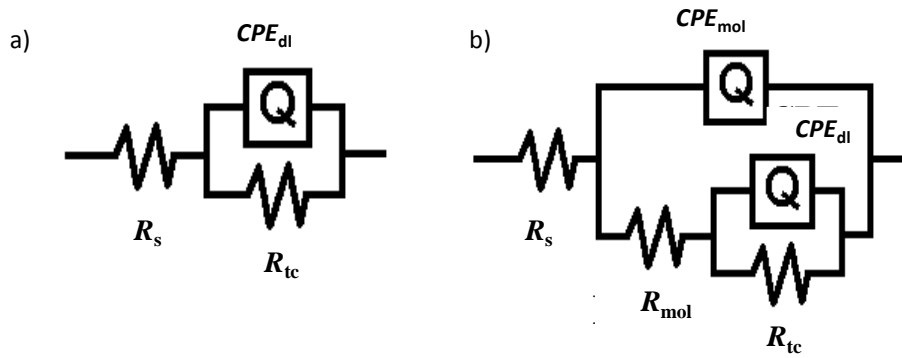 a)
CPEdl
Q
Rs
Rtc
b)
CPEmol
Q
CPEdl
Q
Rs
Rmol
Rtc